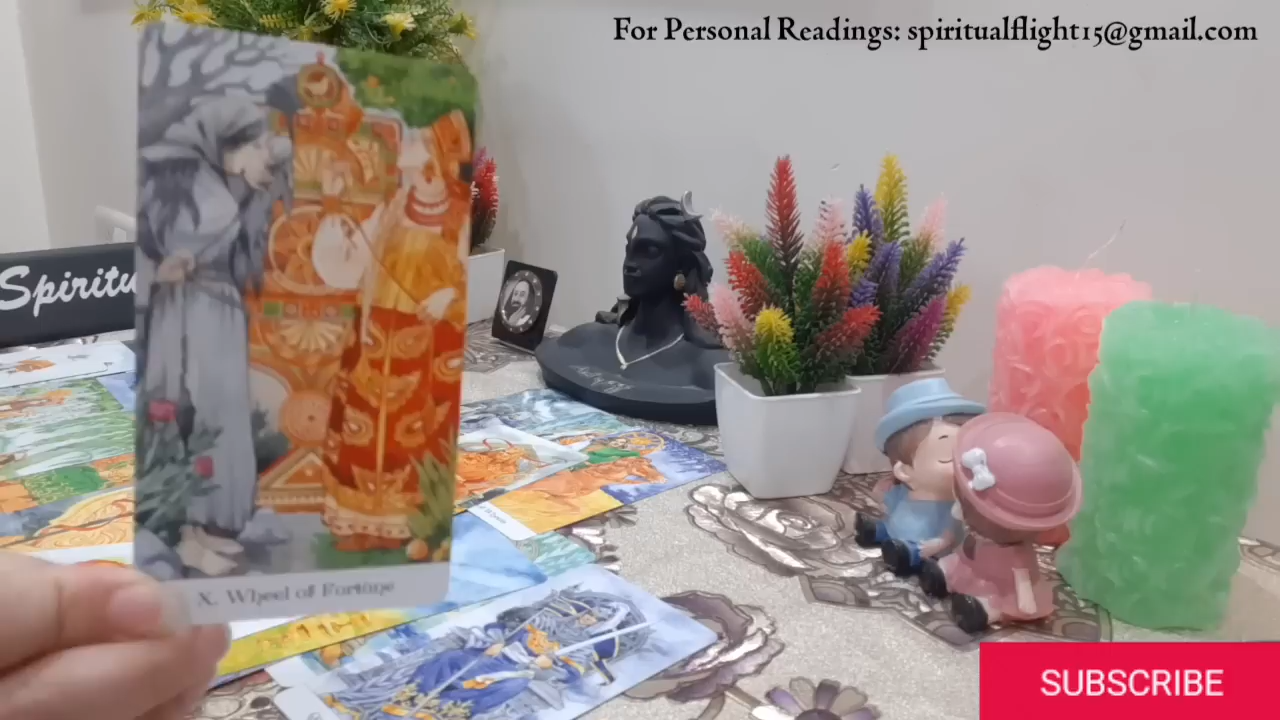 For Personal Readings: spiritualflight15@gmail.com
Spiritu
X. Wheel of Fortune
SUBSCRIBE